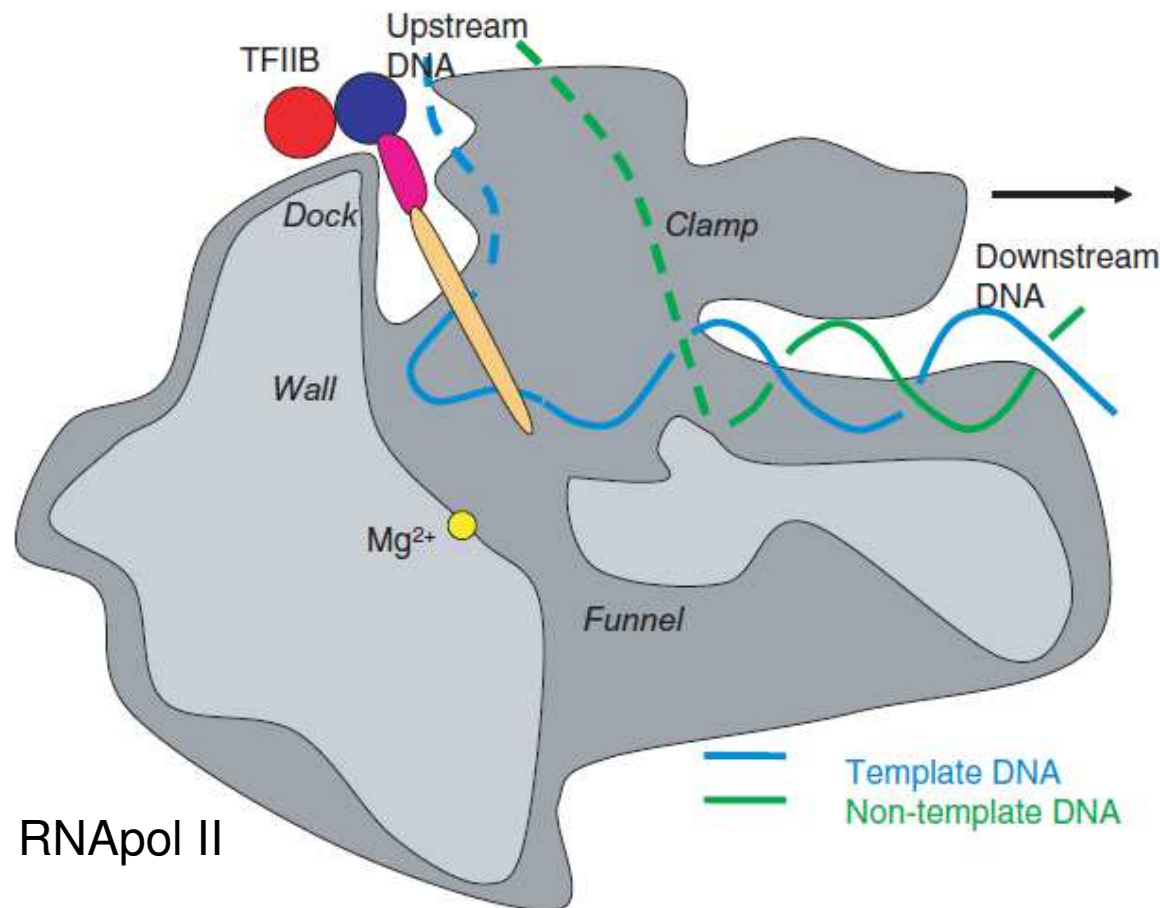 Upstream
DNA
TFIIB
Dock
Clamp
Downstream
DNA
Wall
Mg²⁺
Funnel
Template DNA
Non-template DNA
RNApol II